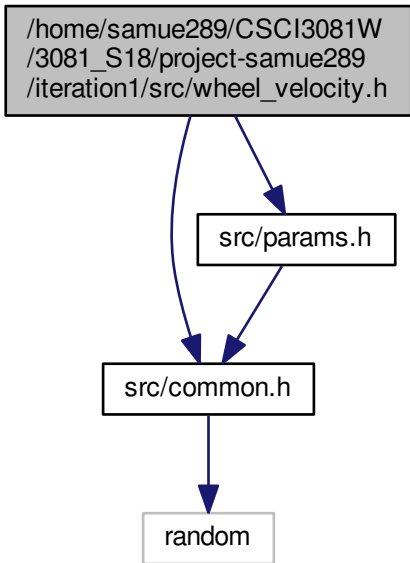 /home/samue289/CSCI3081W
/3081_S18/project-samue289
/iteration1/src/wheel_velocity.h
src/params.h
src/common.h
random